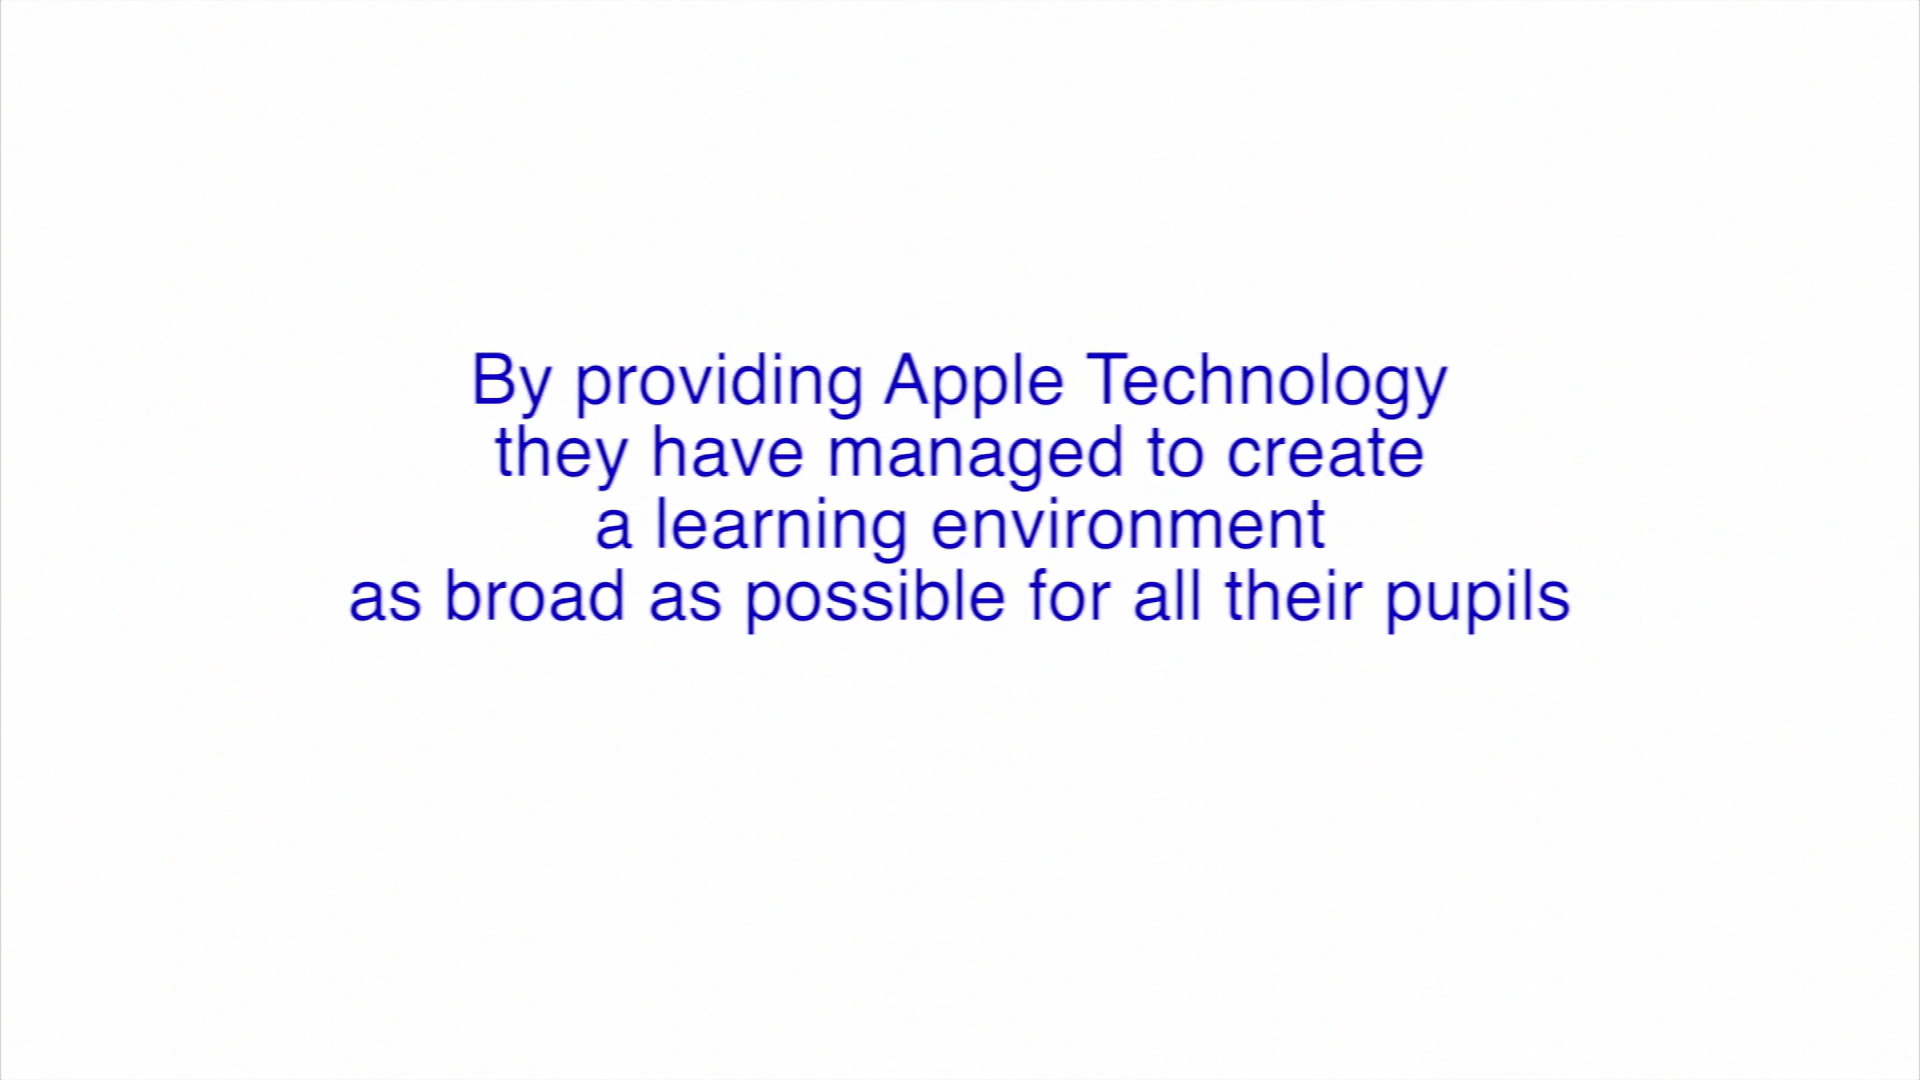 By providing Apple Technology
they have managed to create
a learning environment
as broad as possible for all their pupils